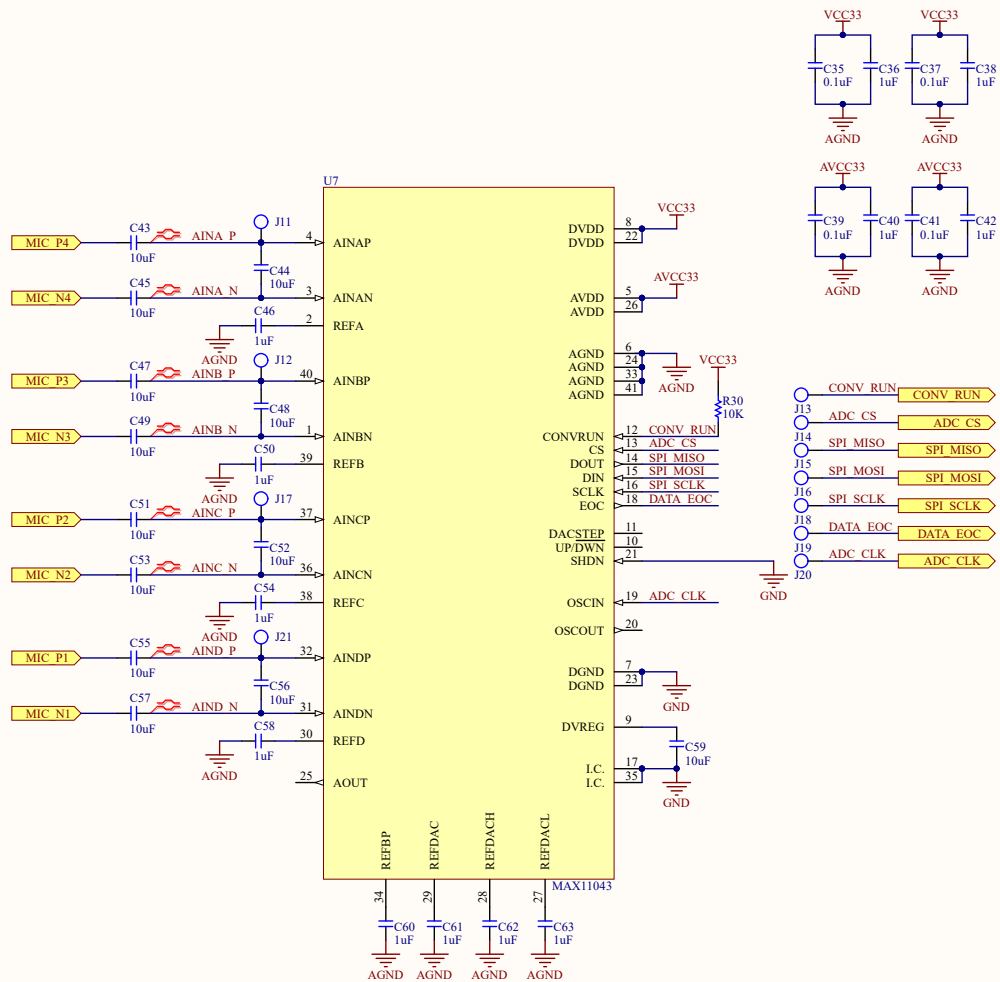 VCC33
VCC33
C35
0.1uF
C36
1uF
C37
0.1uF
C38
1uF
AGND
AGND
AVCC33
AVCC33
C39
0.1uF
C40
1uF
C41
0.1uF
C42
1uF
AGND
AGND
U7
MIC_P4
C43
10uF
AINA_P
J11
4
AINAP
C44
10uF
MIC_N4
C45
10uF
AINA_N
3
AINAN
C46
1uF
2
REFA
AGND
MIC_P3
C47
10uF
AINB_P
J12
40
AINBP
C48
10uF
MIC_N3
C49
10uF
AINB_N
1
AINBN
C50
1uF
39
REFB
AGND
MIC_P2
C51
10uF
AINC_P
J17
37
AINCP
C52
10uF
MIC_N2
C53
10uF
AINC_N
36
AINCN
C54
1uF
38
REFC
AGND
MIC_P1
C55
10uF
AIND_P
J21
32
AINDP
C56
10uF
MIC_N1
C57
10uF
AIND_N
31
AINDN
C58
1uF
30
REFD
AGND
25
AOUT
DVDD
8
VCC33
DVDD
22
AVDD
5
AVCC33
AVDD
26
AGND
6
AGND
24
AGND
33
AGND
41
AGND
VCC33
R30
10K
CONVRUN
12
CONV_RUN
CS
13
ADC_CS
DOUT
14
SPI_MISO
DIN
15
SPI_MOSI
SCLK
16
SPI_SCLK
EOC
18
DATA_EOC
DACSTEP
11
UP/DWN
10
SHDN
21
GND
OSCIN
19
ADC_CLK
OSCOUT
20
DGND
7
DGND
23
GND
DVREG
9
C59
10uF
I.C.
17
I.C.
35
GND
CONV_RUN
CONV_RUN
J13
ADC_CS
ADC_CS
J14
SPI_MISO
SPI_MISO
J15
SPI_MOSI
SPI_MOSI
J16
SPI_SCLK
SPI_SCLK
J18
DATA_EOC
DATA_EOC
J19
ADC_CLK
ADC_CLK
J20
REFBP
REFDAC
REFDACH
REFDACL
MAX11043
34
29
28
27
C60
1uF
C61
1uF
C62
1uF
C63
1uF
AGND
AGND
AGND
AGND